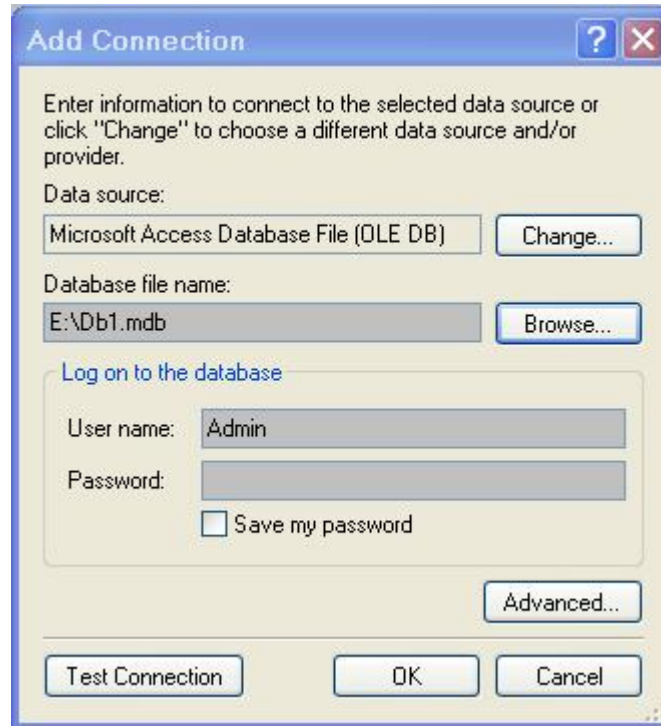 Add Connection
Enter information to connect to the selected data source or
click "Change" to choose a different data source and/or
provider.
Data source:
Microsoft Access Database File (OLE DB)
Change...
Database file name:
E:\Db1.mdb
Browse...
Log on to the database
User name:
Admin
Password:
Save my password
Advanced...
Test Connection
OK
Cancel